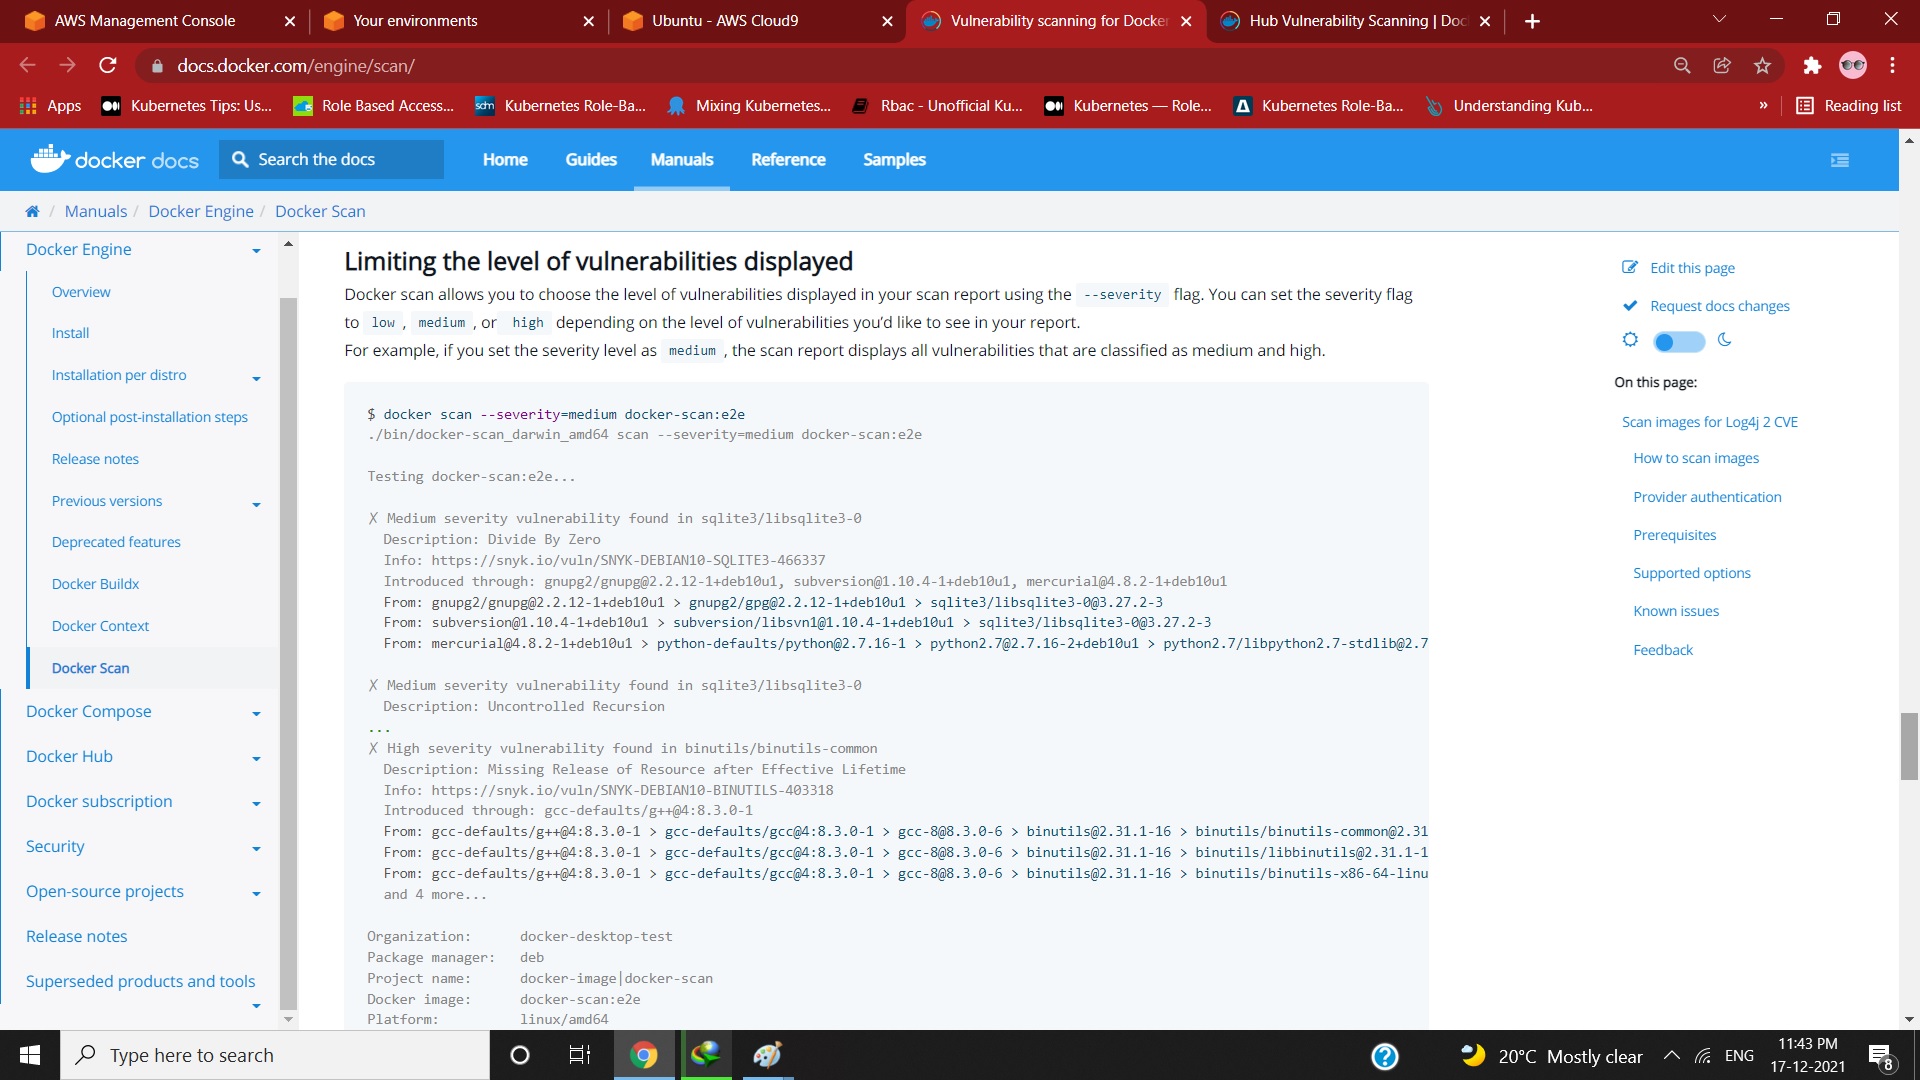 AWS Management Console
Your environments
Ubuntu - AWS Cloud9
Vulnerability scanning for Docker
Hub Vulnerability Scanning | Doc
docs.docker.com/engine/scan/
Apps
Kubernetes Tips: Us...
Role Based Access...
sdm
Kubernetes Role-Ba...
Mixing Kubernetes...
Rbac - Unofficial Ku...
Kubernetes — Role...
Kubernetes Role-Ba...
Understanding Kub...
»
Reading list
docker docs
Search the docs
Home
Guides
Manuals
Reference
Samples
/ Manuals / Docker Engine / Docker Scan
Docker Engine
Overview
Install
Installation per distro
Optional post-installation steps
Release notes
Previous versions
Deprecated features
Docker Buildx
Docker Context
Docker Scan
Docker Compose
Docker Hub
Docker subscription
Security
Open-source projects
Release notes
Superseded products and tools
Limiting the level of vulnerabilities displayed
Docker scan allows you to choose the level of vulnerabilities displayed in your scan report using the --severity flag. You can set the severity flag
to low , medium , or high depending on the level of vulnerabilities you’d like to see in your report.
For example, if you set the severity level as medium , the scan report displays all vulnerabilities that are classified as medium and high.
$ docker scan --severity=medium docker-scan:e2e
./bin/docker-scan_darwin_amd64 scan --severity=medium docker-scan:e2e
Testing docker-scan:e2e...
✗ Medium severity vulnerability found in sqlite3/libsqlite3-0
Description: Divide By Zero
Info: https://snyk.io/vuln/SNYK-DEBIAN10-SQLITE3-466337
Introduced through: gnupg2/gnupg@2.2.12-1+deb10u1, subversion@1.10.4-1+deb10u1, mercurial@4.8.2-1+deb10u1
From: gnupg2/gnupg@2.2.12-1+deb10u1 > gnupg2/gpg@2.2.12-1+deb10u1 > sqlite3/libsqlite3-0@3.27.2-3
From: subversion@1.10.4-1+deb10u1 > subversion/libsvn1@1.10.4-1+deb10u1 > sqlite3/libsqlite3-0@3.27.2-3
From: mercurial@4.8.2-1+deb10u1 > python-defaults/python@2.7.16-1 > python2.7@2.7.16-2+deb10u1 > python2.7/libpython2.7-stdlib@2.7
✗ Medium severity vulnerability found in sqlite3/libsqlite3-0
Description: Uncontrolled Recursion
...
✗ High severity vulnerability found in binutils/binutils-common
Description: Missing Release of Resource after Effective Lifetime
Info: https://snyk.io/vuln/SNYK-DEBIAN10-BINUTILS-403318
Introduced through: gcc-defaults/g++@4:8.3.0-1
From: gcc-defaults/g++@4:8.3.0-1 > gcc-defaults/gcc@4:8.3.0-1 > gcc-8@8.3.0-6 > binutils@2.31.1-16 > binutils/binutils-common@2.31
From: gcc-defaults/g++@4:8.3.0-1 > gcc-defaults/gcc@4:8.3.0-1 > gcc-8@8.3.0-6 > binutils@2.31.1-16 > binutils/libbinutils@2.31.1-1
From: gcc-defaults/g++@4:8.3.0-1 > gcc-defaults/gcc@4:8.3.0-1 > gcc-8@8.3.0-6 > binutils@2.31.1-16 > binutils/binutils-x86-64-linu
and 4 more...
Organization: docker-desktop-test
Package manager: deb
Project name: docker-image|docker-scan
Docker image: docker-scan:e2e
Platform: linux/amd64
Edit this page
Request docs changes
On this page:
Scan images for Log4j 2 CVE
How to scan images
Provider authentication
Prerequisites
Supported options
Known issues
Feedback
Type here to search
20°C Mostly clear
ENG
11:43 PM
17-12-2021
8